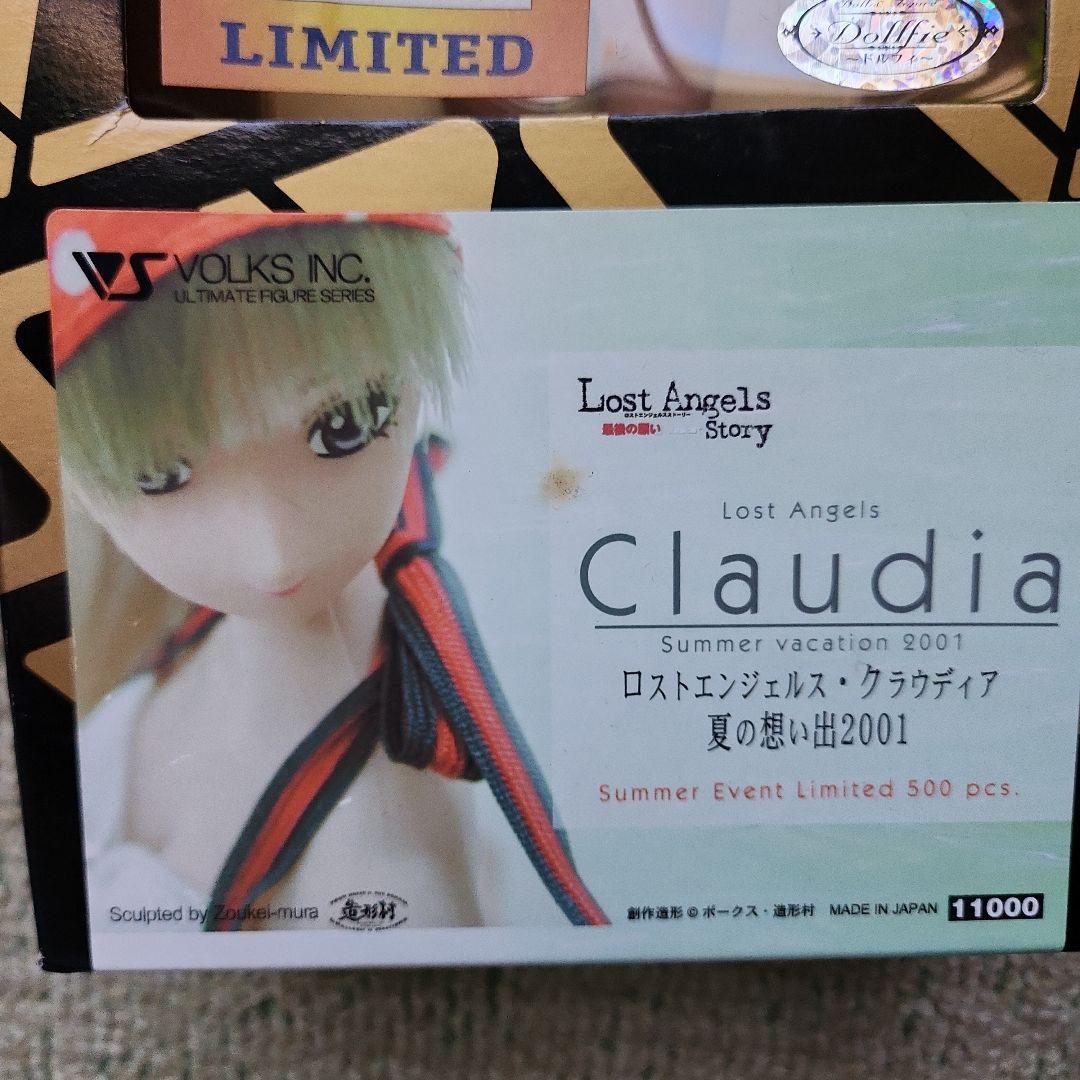 LIMITED
Dollfie
~ドルフィ~
VS VOLKS INC.
ULTIMATE FIGURE SERIES
Lost Angels
ロストエンジェルスストーリー
最後の願い
Story
Lost Angels
Claudia
Summer vacation 2001
ロストエンジェルス・クラウディア
夏の想い出2001
Summer Event Limited 500 pcs.
Sculpted by Zoukei-mura
造形村
創作造形©ボークス・造形村 MADE IN JAPAN 11000